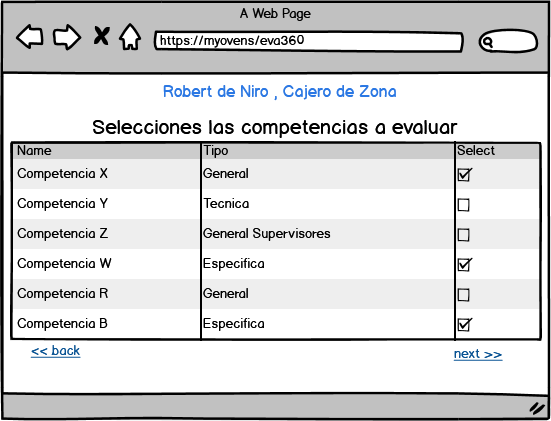 A Web Page
https://myovens/eva360
Robert de Niro , Cajero de Zona
Selecciones las competencias a evaluar
Name Tipo Select
Competencia X General
Competencia Y Tecnica
Competencia Z General Supervisores
Competencia W Especifica
Competencia R General
Competencia B Especifica
<< back next >>